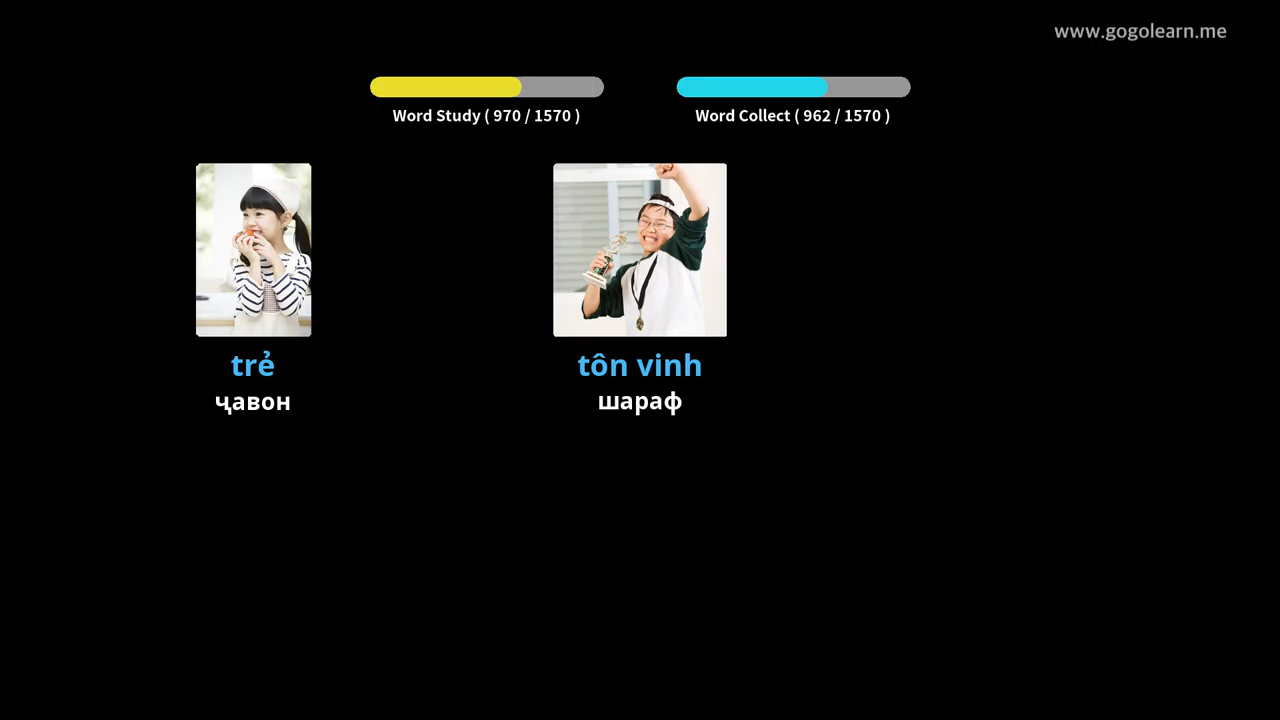 www.gogolearn.me
Word Study ( 970 / 1570 )
Word Collect ( 962 / 1570 )
trẻ
ҷавон
tôn vinh
шараф